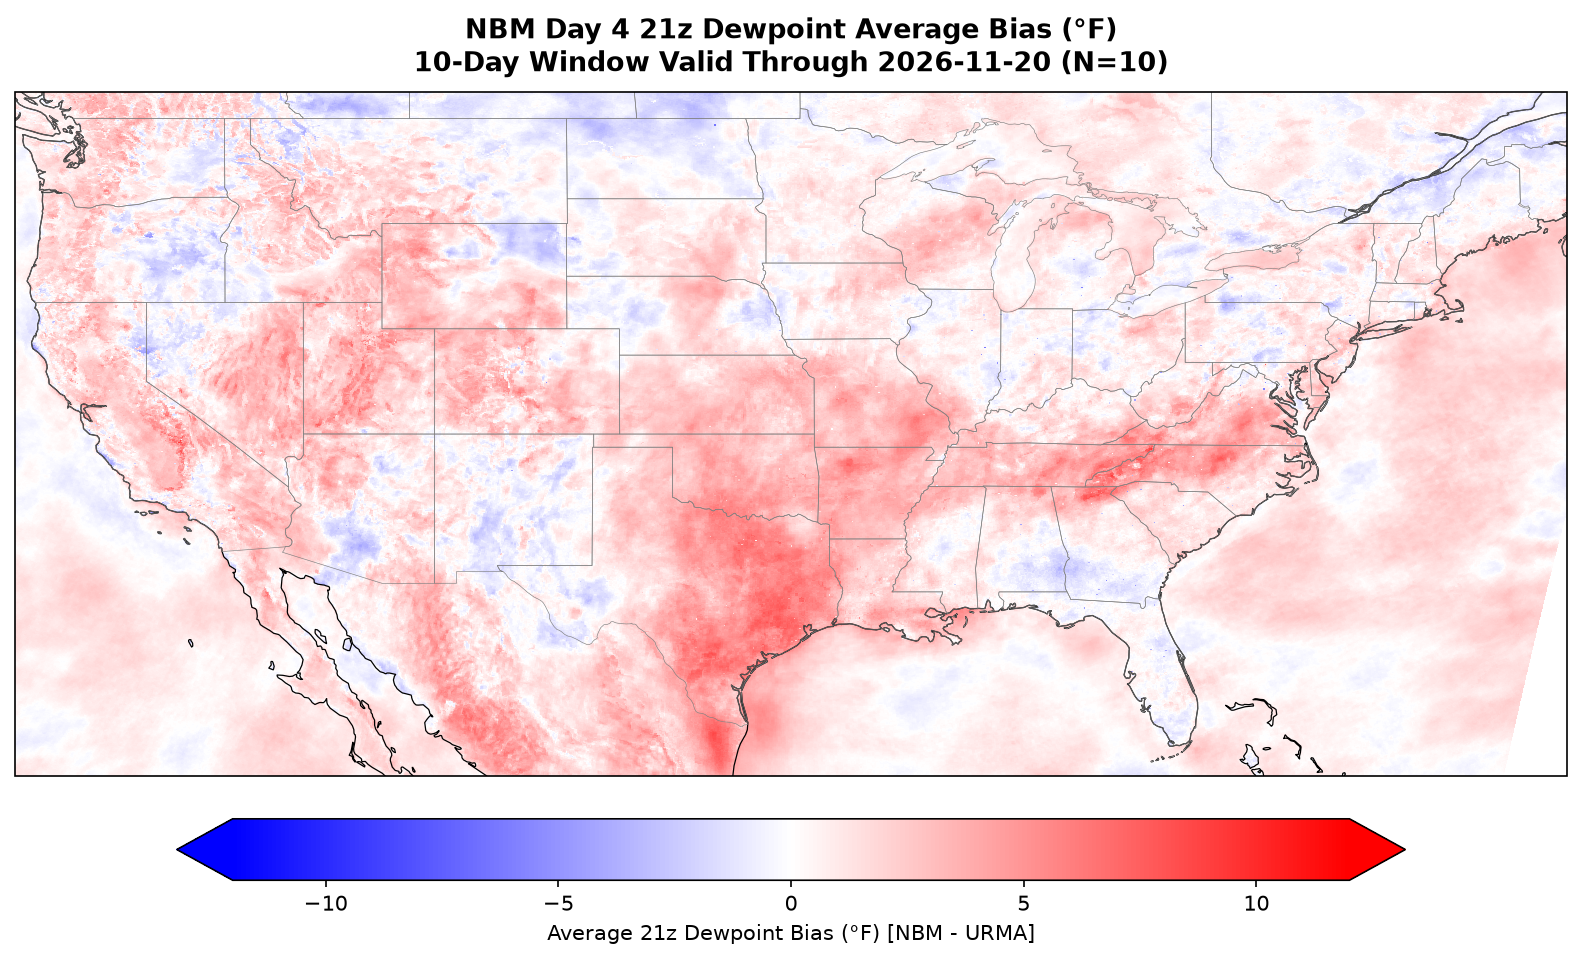 NBM Day 4 21z Dewpoint Average Bias (°F)
10-Day Window Valid Through 2026-11-20 (N=10)
−10 −5 0 5 10
Average 21z Dewpoint Bias (°F) [NBM - URMA]